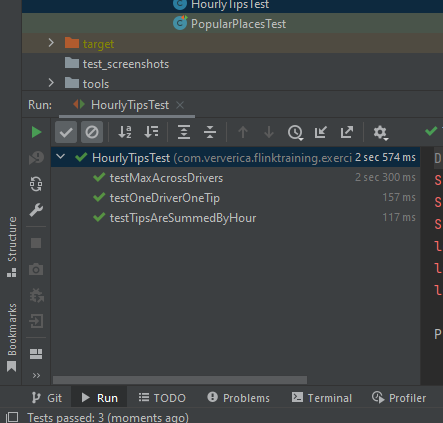 HourlyTipsTest
PopularPlacesTest
target
test_screenshots
tools
Run: HourlyTipsTest
HourlyTipsTest (com.ververica.flinktraining.exerci 2 sec 574 ms
testMaxAcrossDrivers 2 sec 300 ms
testOneDriverOneTip 157 ms
testTipsAreSummedByHour 117 ms
Structure
Bookmarks
Git Run TODO Problems Terminal Profiler
Tests passed: 3 (moments ago)